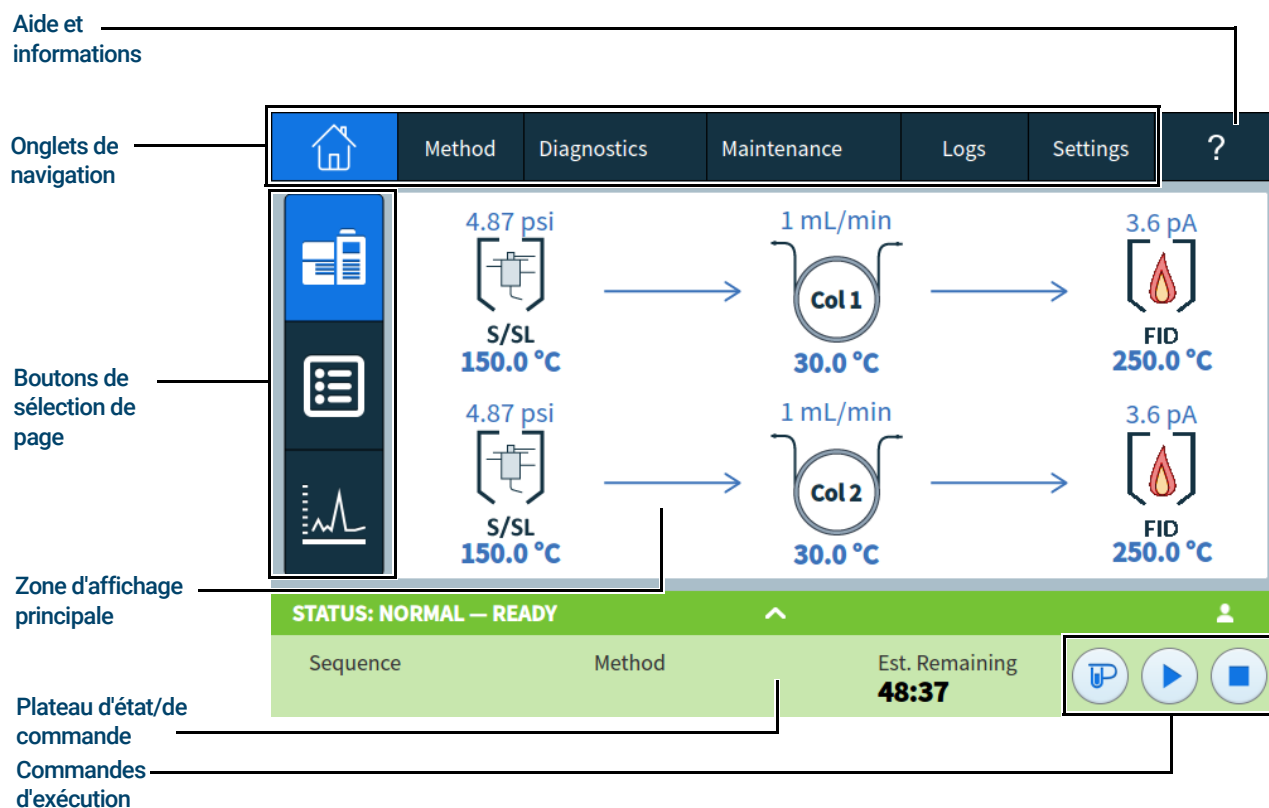 Aide et
informations
Onglets de
navigation
Method Diagnostics Maintenance Logs Settings ?
4.87 psi 1 mL/min 3.6 pA
Col 1
S/SL FID
150.0 °C 30.0 °C 250.0 °C
Boutons de
sélection de
page
4.87 psi 1 mL/min 3.6 pA
Col 2
S/SL FID
150.0 °C 30.0 °C 250.0 °C
Zone d'affichage
principale
STATUS: NORMAL — READY
Sequence Method Est. Remaining
48:37
Plateau d'état/de
commande
Commandes
d'exécution